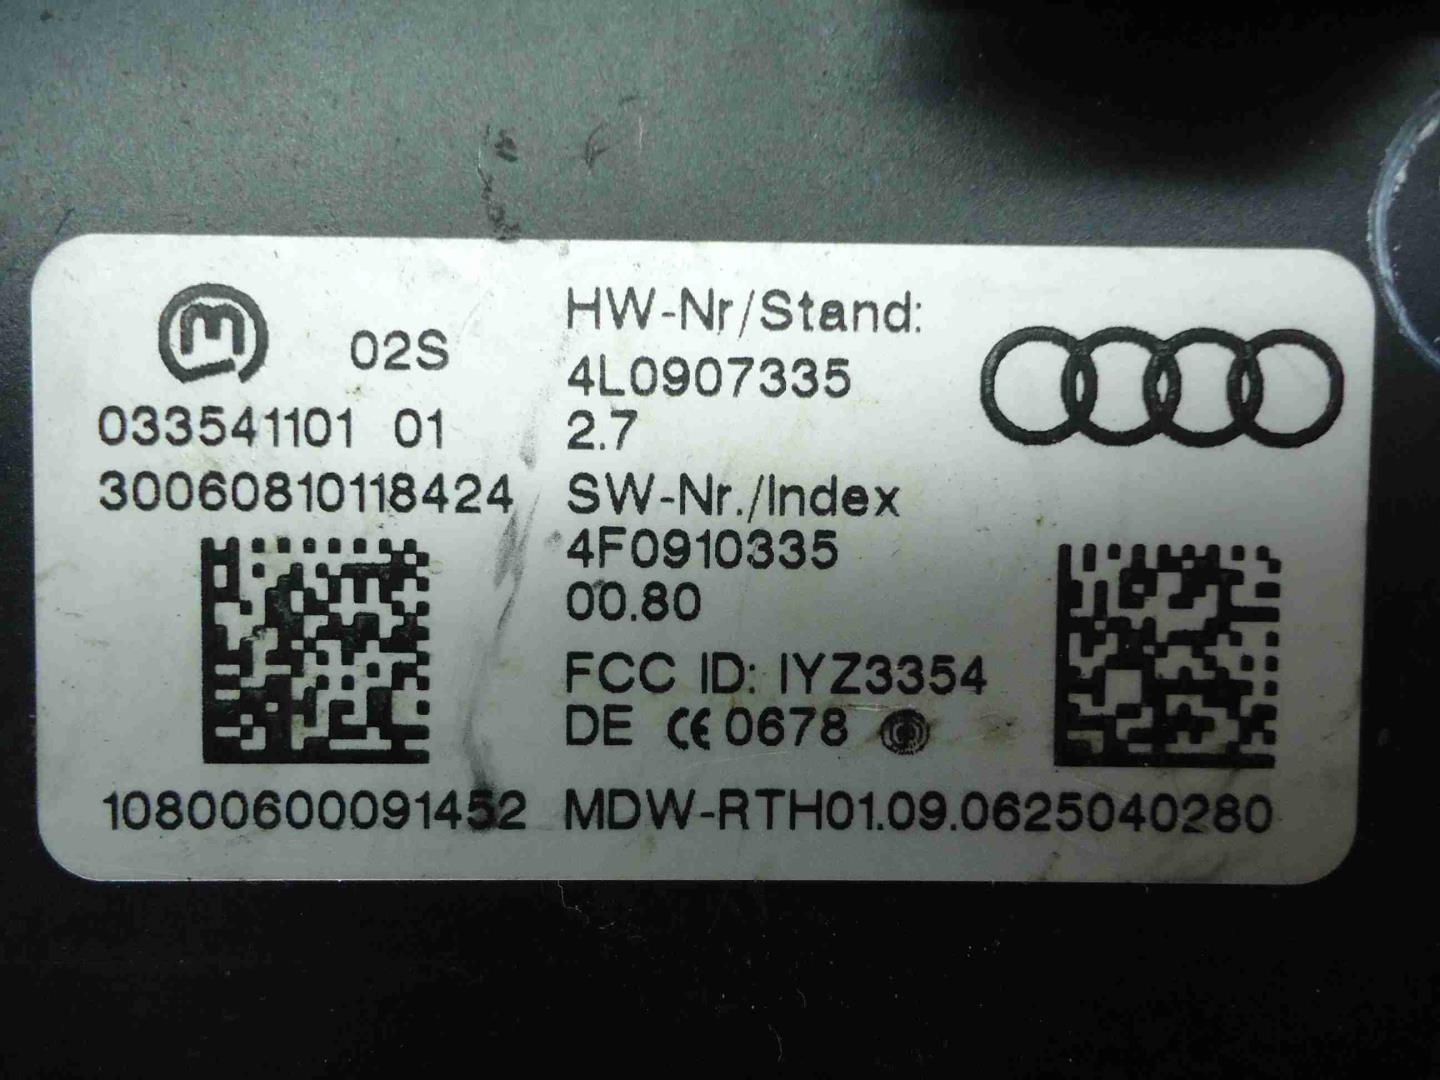 M
02S
033541101 01
30060810118424
10800600091452
HW-Nr/Stand:
4L0907335
2.7
SW-Nr./Index
4F0910335
00.80
FCC ID: IYZ3354
DE CE 0678
MDW-RTH01.09.0625040280